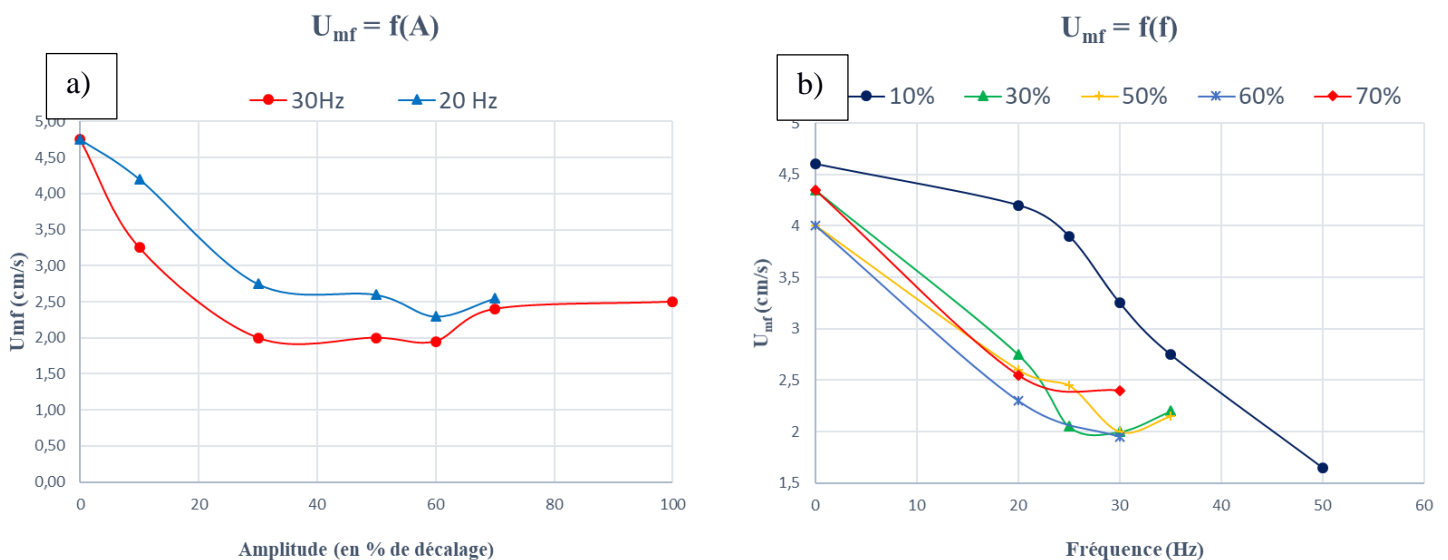 U_mf = f(A)
a)
30Hz 20 Hz
5,00
4,50
4,00
3,50
3,00
2,50
2,00
1,50
1,00
0,50
0,00
Umf (cm/s)
0 20 40 60 80 100
Amplitude (en % de décalage)
U_mf = f(f)
b)
10% 30% 50% 60% 70%
5
4,5
4
3,5
3
2,5
2
1,5
U_mf (cm/s)
0 10 20 30 40 50 60
Fréquence (Hz)